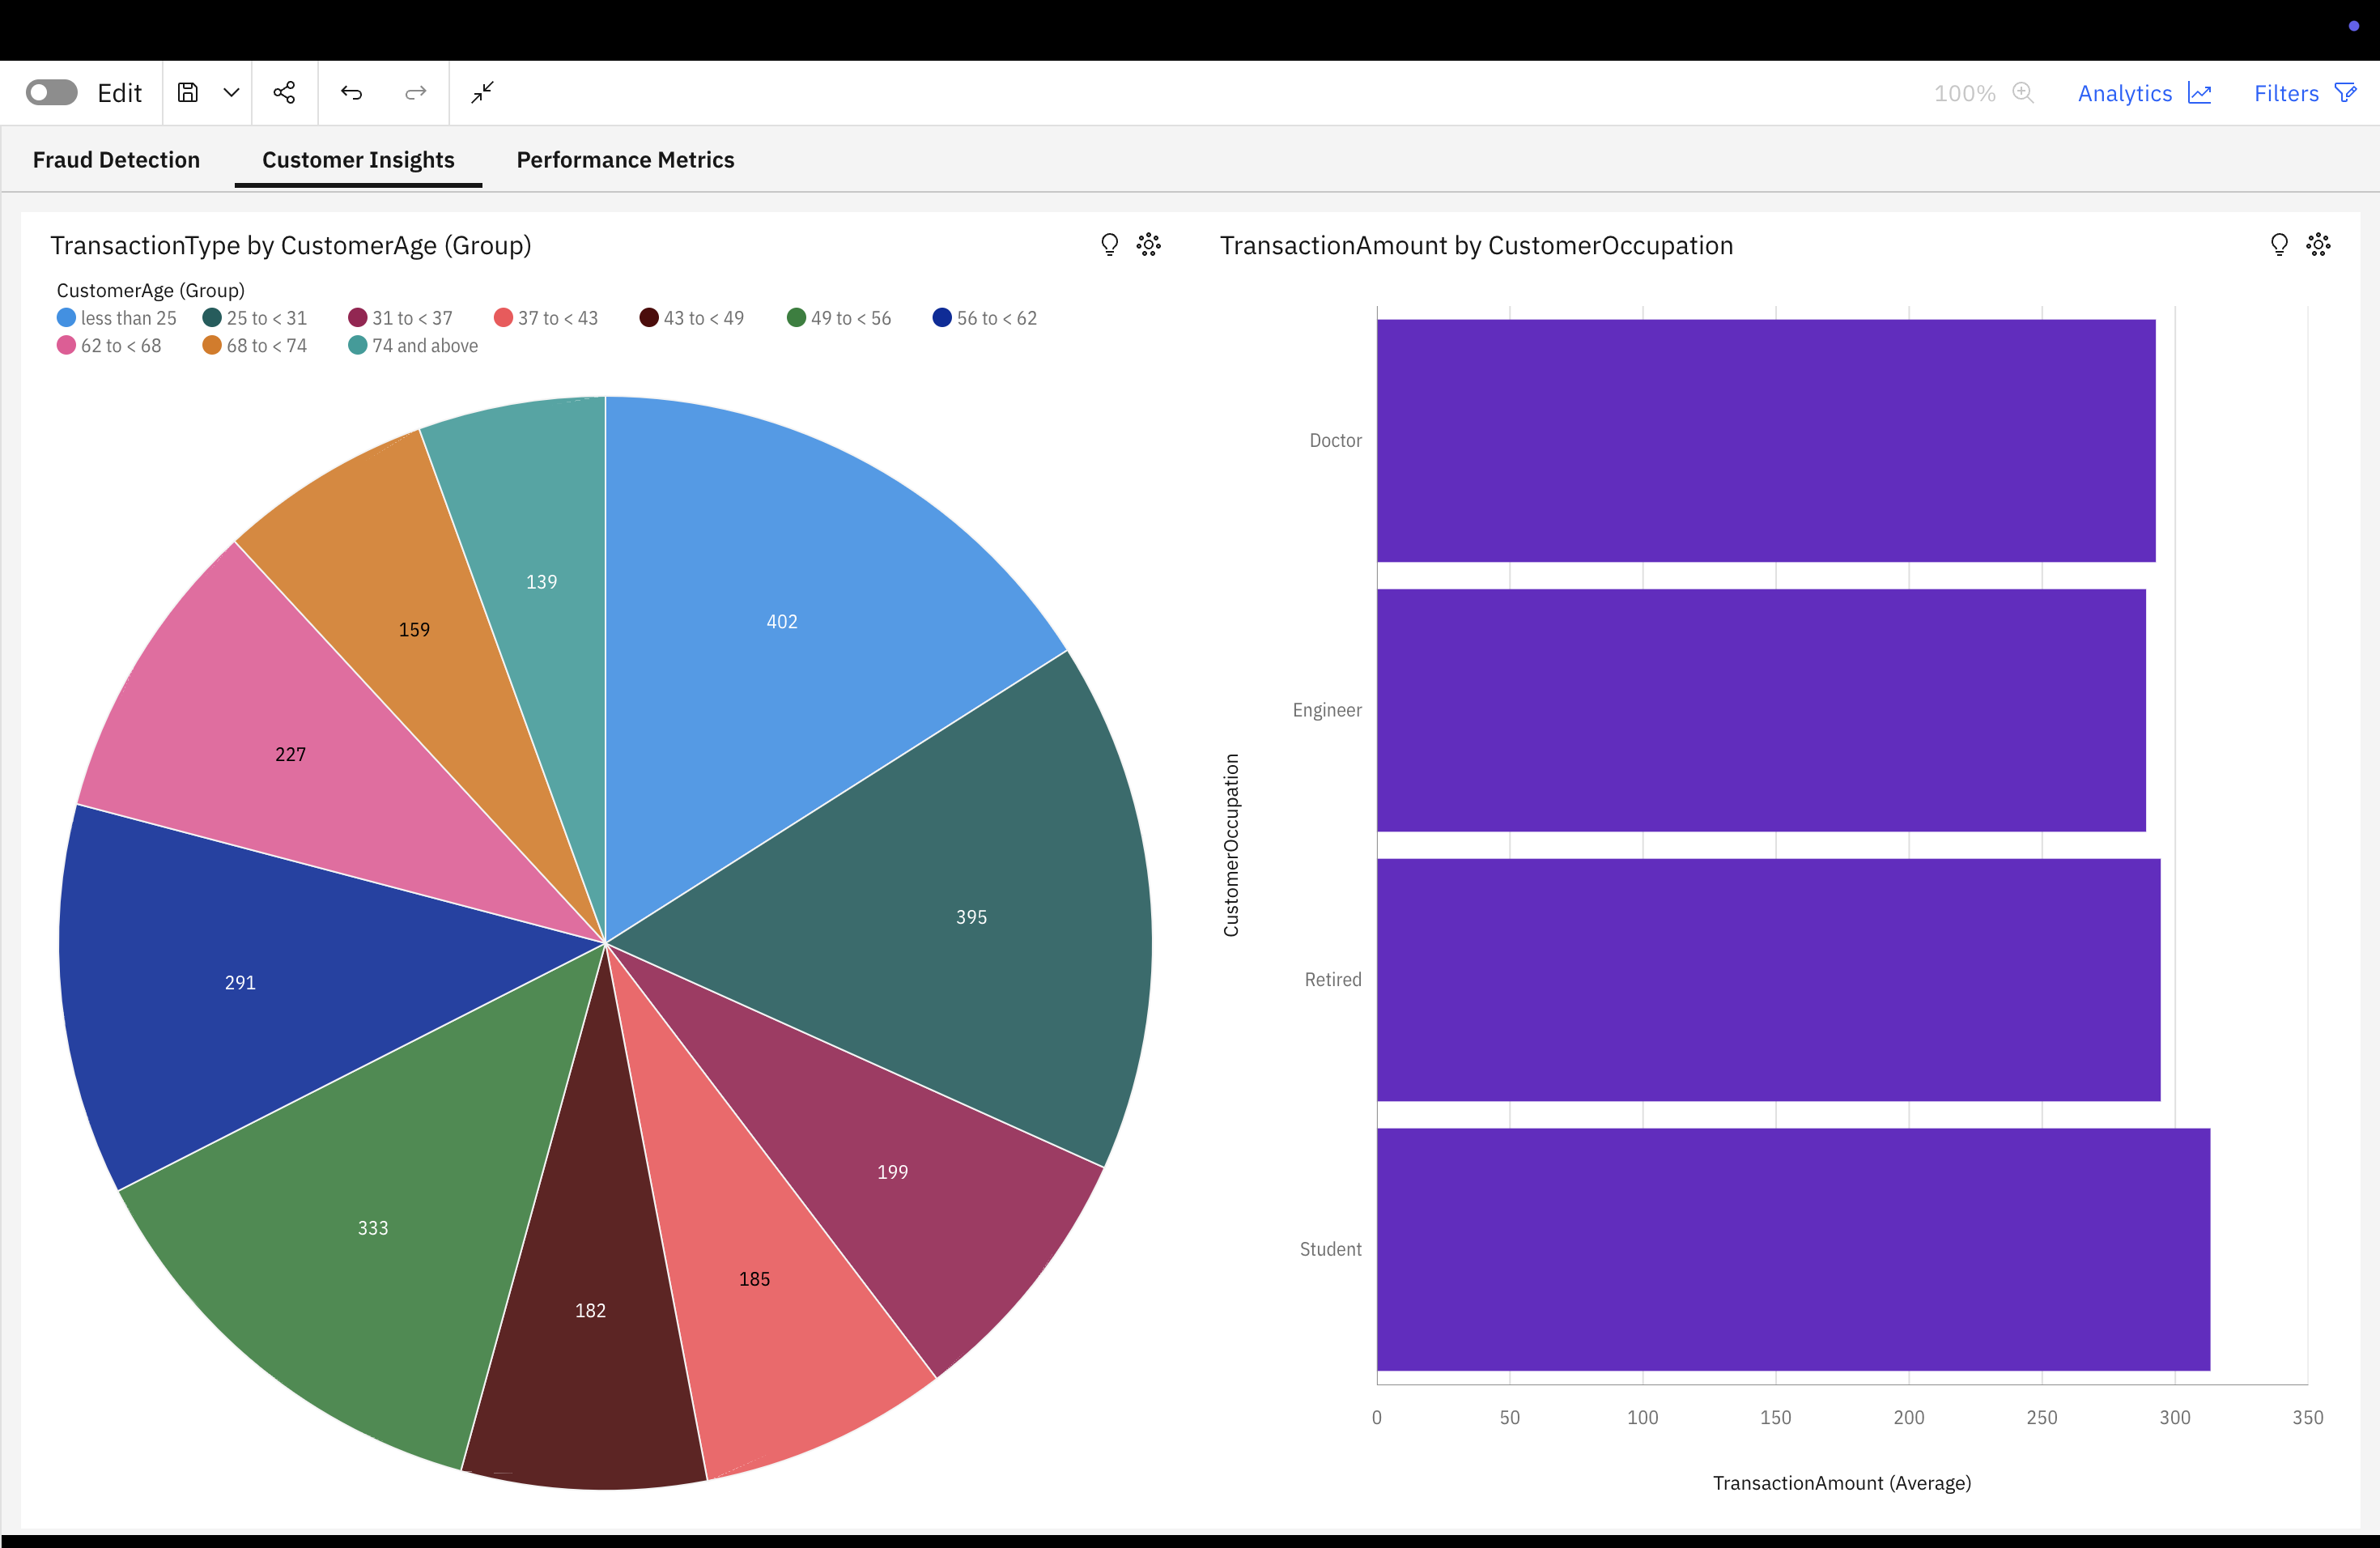 Edit 100% Analytics Filters
Fraud Detection Customer Insights Performance Metrics
TransactionType by CustomerAge (Group)
CustomerAge (Group)
less than 25 25 to < 31 31 to < 37 37 to < 43 43 to < 49 49 to < 56 56 to < 62
62 to < 68 68 to < 74 74 and above
139
402
159
227
395
291
199
333
185
182
TransactionAmount by CustomerOccupation
CustomerOccupation
Doctor
Engineer
Retired
Student
0 50 100 150 200 250 300 350
TransactionAmount (Average)